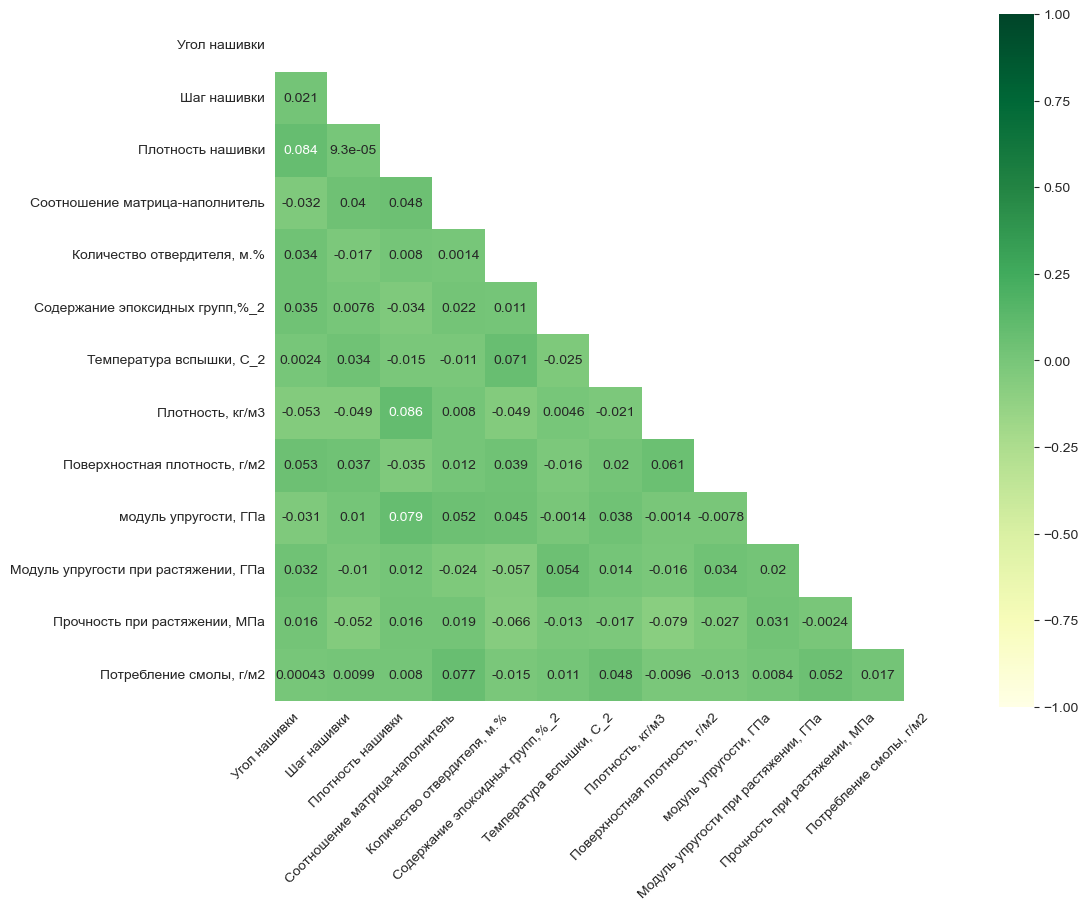 Угол нашивки
Шаг нашивки 0.021
Плотность нашивки 0.084 9.3e-05
Соотношение матрица-наполнитель -0.032 0.04 0.048
Количество отвердителя, м.% 0.034 -0.017 0.008 0.0014
Содержание эпоксидных групп,%_2 0.035 0.0076 -0.034 0.022 0.011
Температура вспышки, С_2 0.0024 0.034 -0.015 -0.011 0.071 -0.025
Плотность, кг/м3 -0.053 -0.049 0.086 0.008 -0.049 0.0046 -0.021
Поверхностная плотность, г/м2 0.053 0.037 -0.035 0.012 0.039 -0.016 0.02 0.061
модуль упругости, ГПа -0.031 0.01 0.079 0.052 0.045 -0.0014 0.038 -0.0014 -0.0078
Модуль упругости при растяжении, ГПа 0.032 -0.01 0.012 -0.024 -0.057 0.054 0.014 -0.016 0.034 0.02
Прочность при растяжении, МПа 0.016 -0.052 0.016 0.019 -0.066 -0.013 -0.017 -0.079 -0.027 0.031 -0.0024
Потребление смолы, г/м2 0.00043 0.0099 0.008 0.077 -0.015 0.011 0.048 -0.0096 -0.013 0.0084 0.052 0.017
Угол нашивки
Шаг нашивки
Плотность нашивки
Соотношение матрица-наполнитель
Количество отвердителя, м.%
Содержание эпоксидных групп,%_2
Температура вспышки, С_2
Плотность, кг/м3
Поверхностная плотность, г/м2
модуль упругости, ГПа
Модуль упругости при растяжении, ГПа
Прочность при растяжении, МПа
Потребление смолы, г/м2
1.00
0.75
0.50
0.25
0.00
−0.25
−0.50
−0.75
−1.00